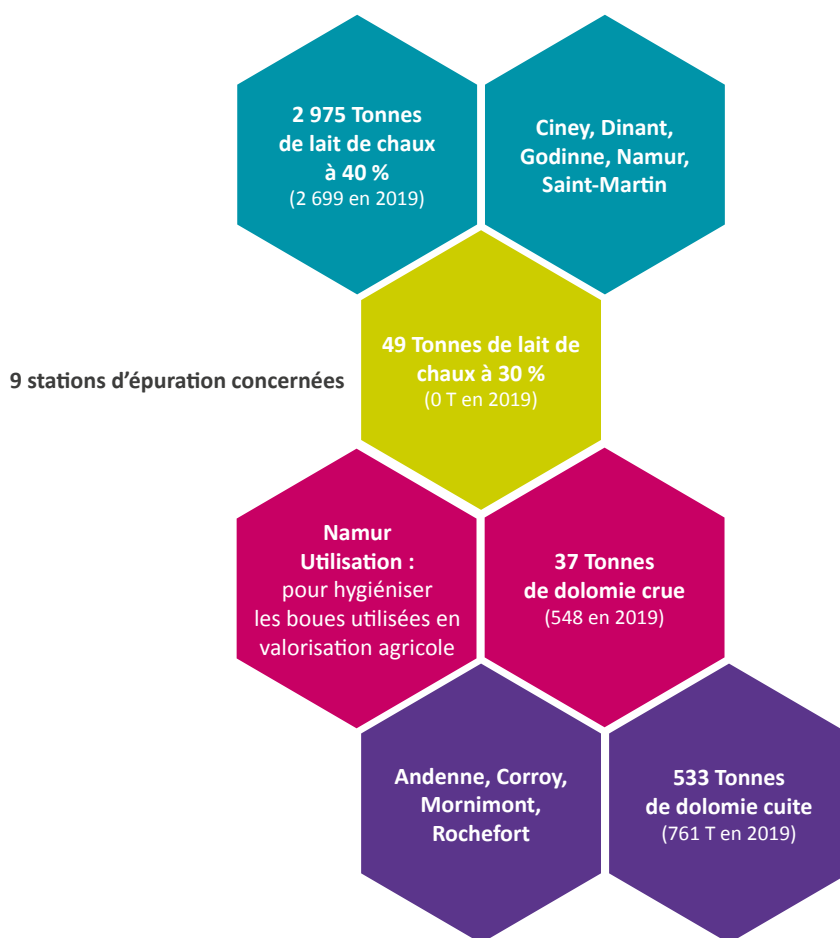 2 975 Tonnes
de lait de chaux
à 40 %
(2 699 en 2019)
Ciney, Dinant,
Godinne, Namur,
Saint-Martin
9 stations d'épuration concernées
49 Tonnes de lait de
chaux à 30 %
(0 T en 2019)
Namur
Utilisation :
pour hygiéniser
les boues utilisées en
valorisation agricole
37 Tonnes
de dolomie crue
(548 en 2019)
Andenne, Corroy,
Mornimont,
Rochefort
533 Tonnes
de dolomie cuite
(761 T en 2019)